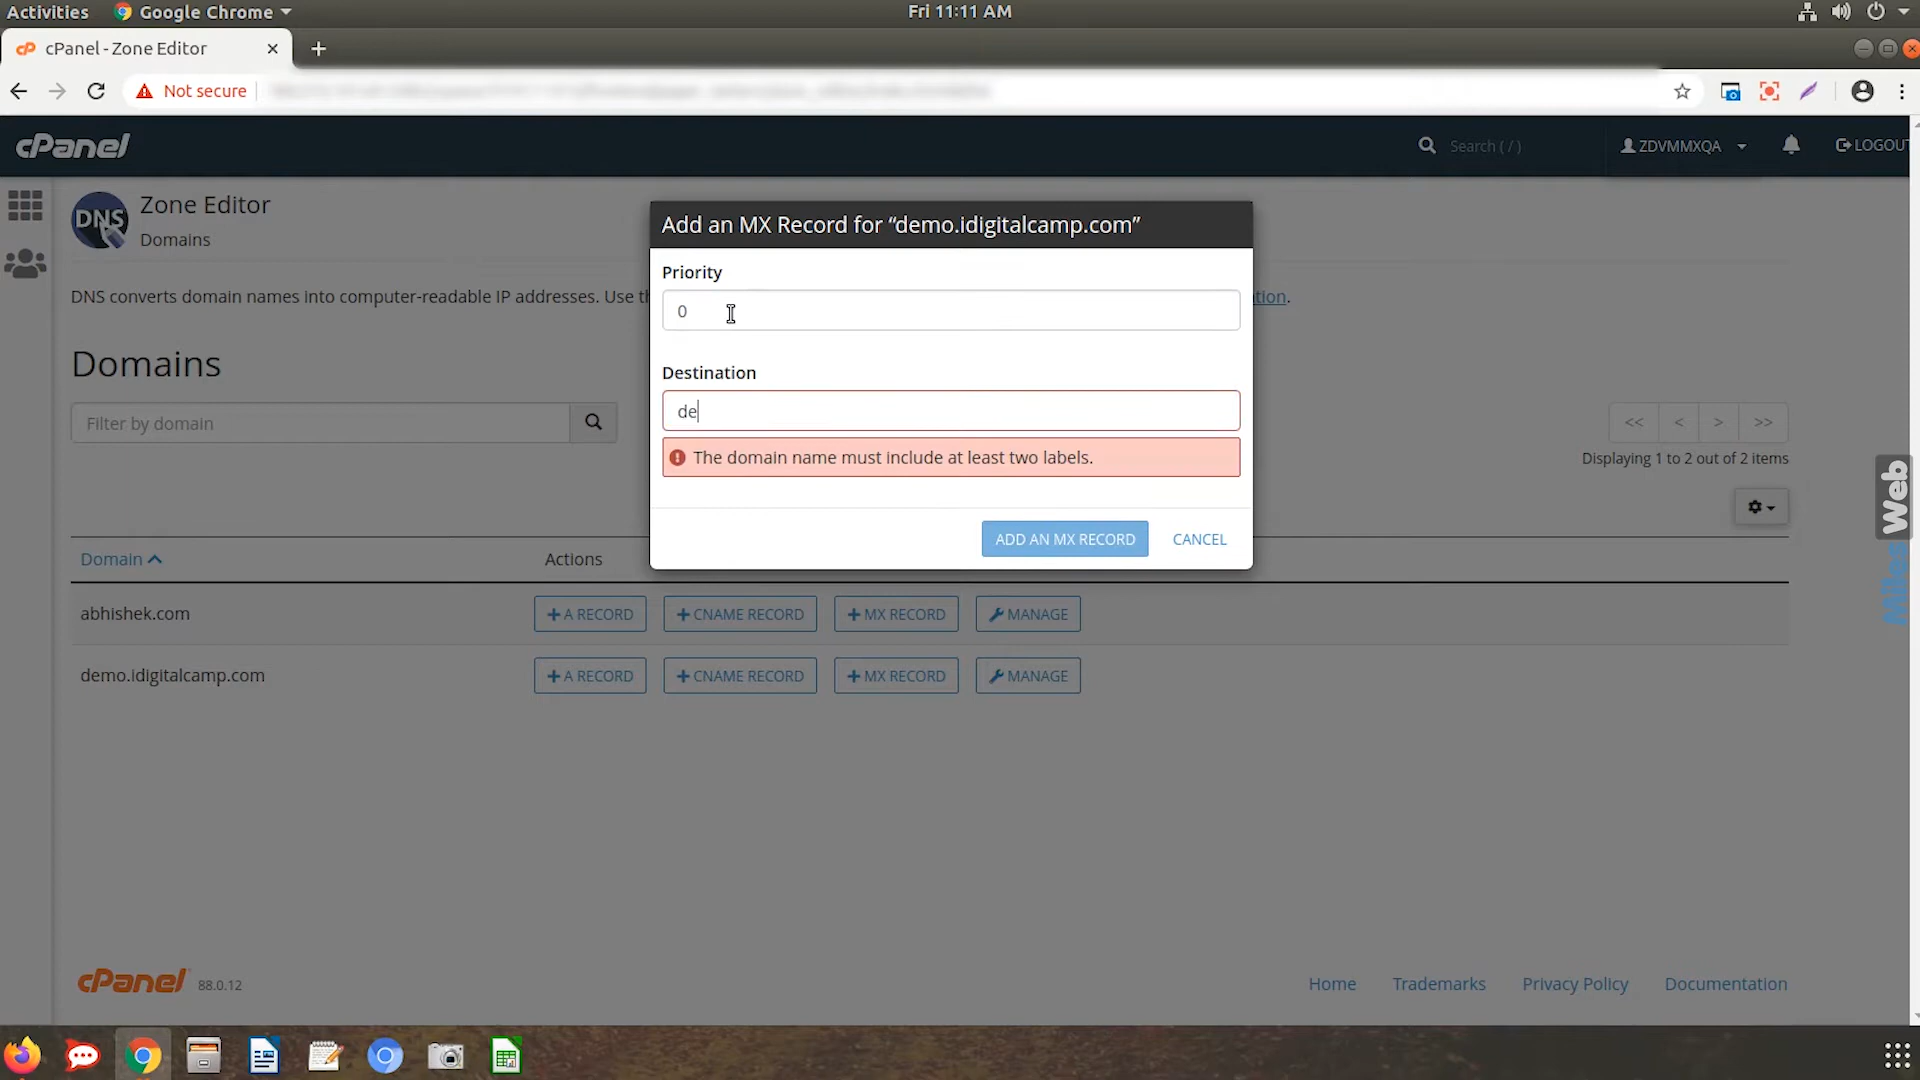 Activities Google Chrome Fri 11:11 AM
cPanel - Zone Editor
Not secure
cPanel Search ( / ) ZDVMMXQA LOGOUT
DNS Zone Editor
Domains
DNS converts domain names into computer-readable IP addresses. Use th
Add an MX Record for “demo.idigitalcamp.com”
Priority
0
Destination
de
The domain name must include at least two labels.
ADD AN MX RECORD CANCEL
Domains
Filter by domain
<< < > >>
Displaying 1 to 2 out of 2 items
Domain Actions
abhishek.com A RECORD CNAME RECORD MX RECORD MANAGE
demo.idigitalcamp.com A RECORD CNAME RECORD MX RECORD MANAGE
MilesWeb
cPanel 88.0.12 Home Trademarks Privacy Policy Documentation